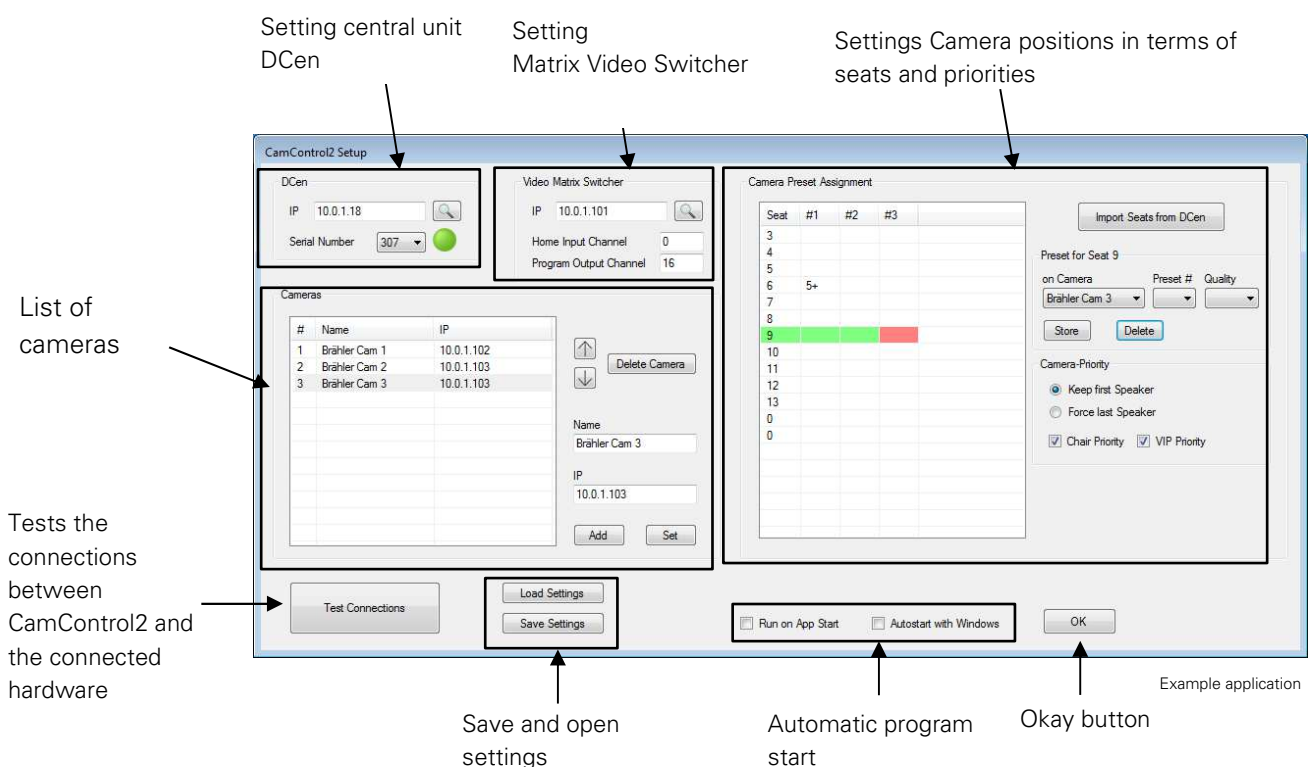 Setting central unit
DCen
Setting
Matrix Video Switcher
Settings Camera positions in terms of
seats and priorities
CamControl2 Setup
DCen
IP 10.0.1.18
Serial Number 307
Video Matrix Switcher
IP 10.0.1.101
Home Input Channel 0
Program Output Channel 16
Camera Preset Assignment
Seat #1 #2 #3
3
4
5
6 5+
7
8
9
10
11
12
13
0
0
Import Seats from DCen
Preset for Seat 9
on Camera Preset # Quality
Brähler Cam 3
Store Delete
Camera-Priority
Keep first Speaker
Force last Speaker
Chair Priority VIP Priority
List of
cameras
Cameras
# Name IP
1 Brähler Cam 1 10.0.1.102
2 Brähler Cam 2 10.0.1.103
3 Brähler Cam 3 10.0.1.103
Delete Camera
Name
Brähler Cam 3
IP
10.0.1.103
Add Set
Tests the
connections
between
CamControl2 and
the connected
hardware
Test Connections
Load Settings
Save Settings
Run on App Start Autostart with Windows
OK
Example application
Save and open
settings
Automatic program
start
Okay button